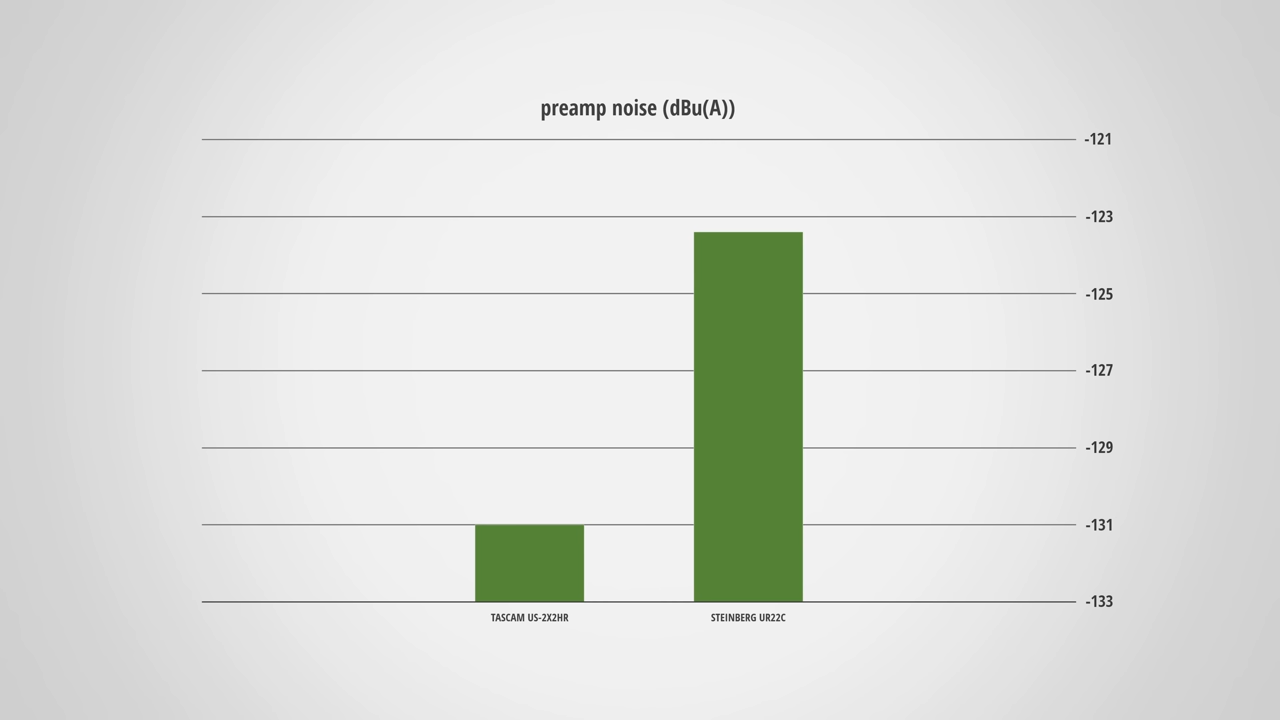 preamp noise (dBu(A))
-121
-123
-125
-127
-129
-131
-133
TASCAM US-2X2HR
STEINBERG UR22C